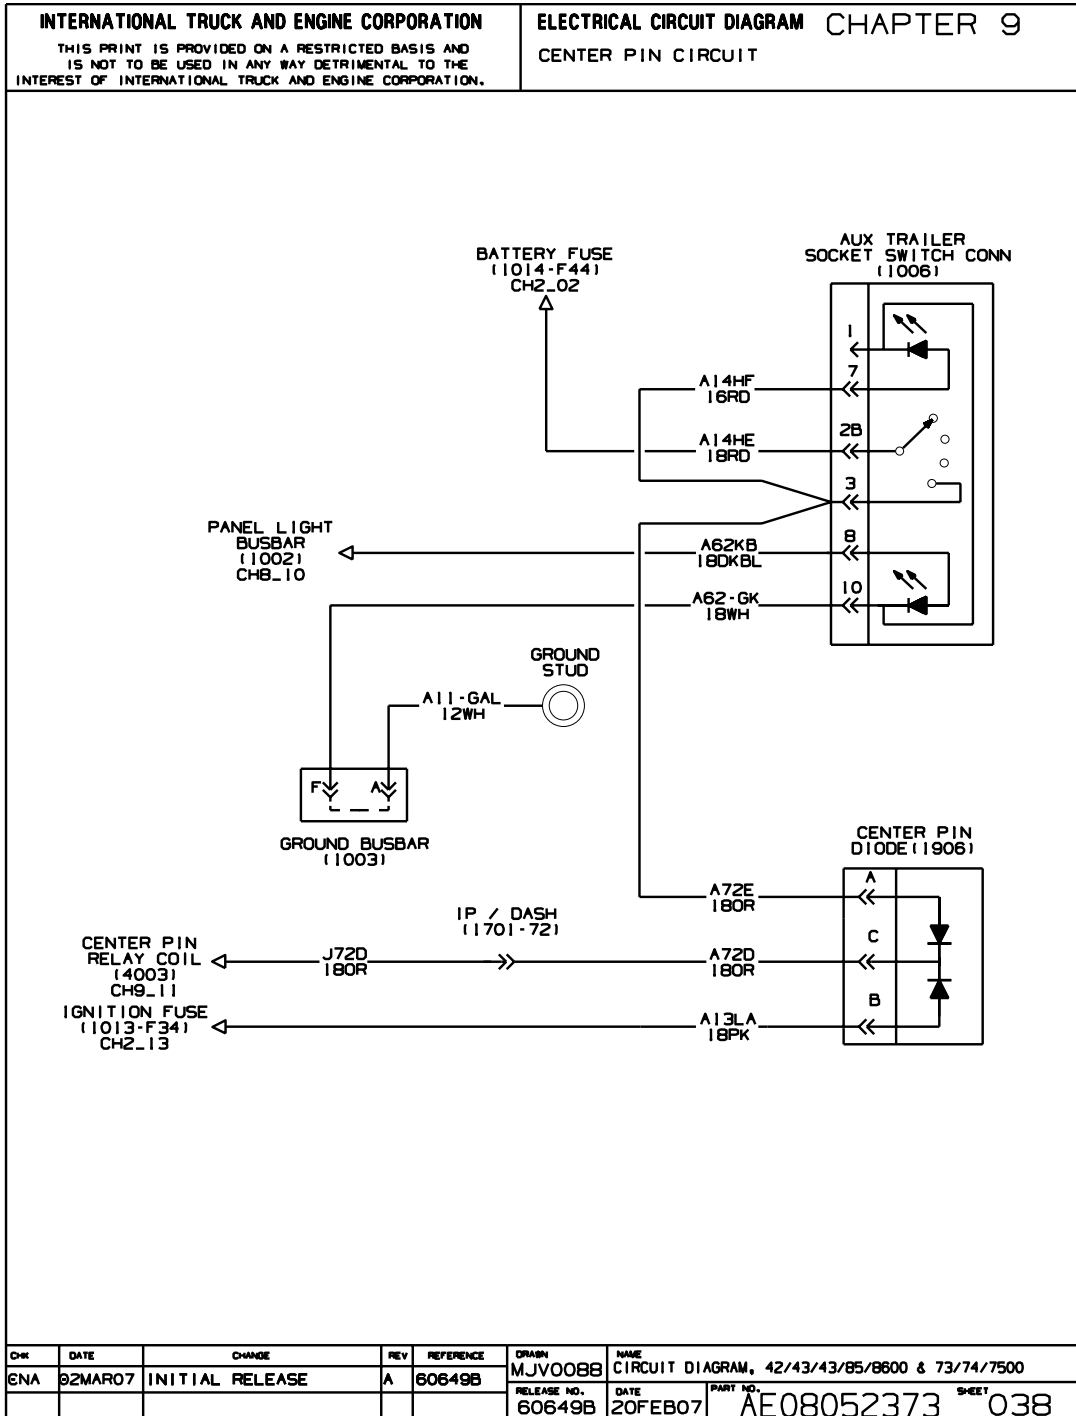 INTERNATIONAL TRUCK AND ENGINE CORPORATION
THIS PRINT IS PROVIDED ON A RESTRICTED BASIS AND
IS NOT TO BE USED IN ANY WAY DETRIMENTAL TO THE
INTEREST OF INTERNATIONAL TRUCK AND ENGINE CORPORATION.
ELECTRICAL CIRCUIT DIAGRAM CHAPTER 9
CENTER PIN CIRCUIT
BATTERY FUSE
(1014-F44)
CH2_02
AUX TRAILER
SOCKET SWITCH CONN
(1006)
1
7
A14HF
16RD
2B
A14HE
18RD
3
PANEL LIGHT
BUSBAR
(1002)
CH8_10
A62KB
18DKBL
8
A62-GK
18WH
10
GROUND
STUD
A11-GAL
12WH
F
A
GROUND BUSBAR
(1003)
CENTER PIN
DIODE(1906)
A
A72E
18OR
IP / DASH
(1701-72)
CENTER PIN
RELAY COIL
(4003)
CH9_11
J72D
18OR
A72D
18OR
C
IGNITION FUSE
(1013-F34)
CH2_13
A13LA
18PK
B
CHK DATE CHANGE REV REFERENCE
02MAR07 INITIAL RELEASE A 60649B
DRAWN
MJV0088
NAME
CIRCUIT DIAGRAM, 42/43/43/85/8600 & 73/74/7500
RELEASE NO.
60649B
DATE
20FEB07
PART NO.
AE08052373
SHEET
038